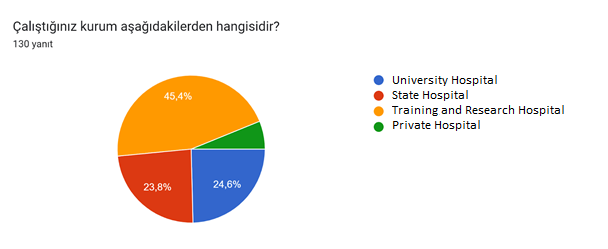 Çalıştığınız kurum aşağıdakilerden hangisidir?
130 yanıt
45,4%
23,8%
24,6%
University Hospital
State Hospital
Training and Research Hospital
Private Hospital